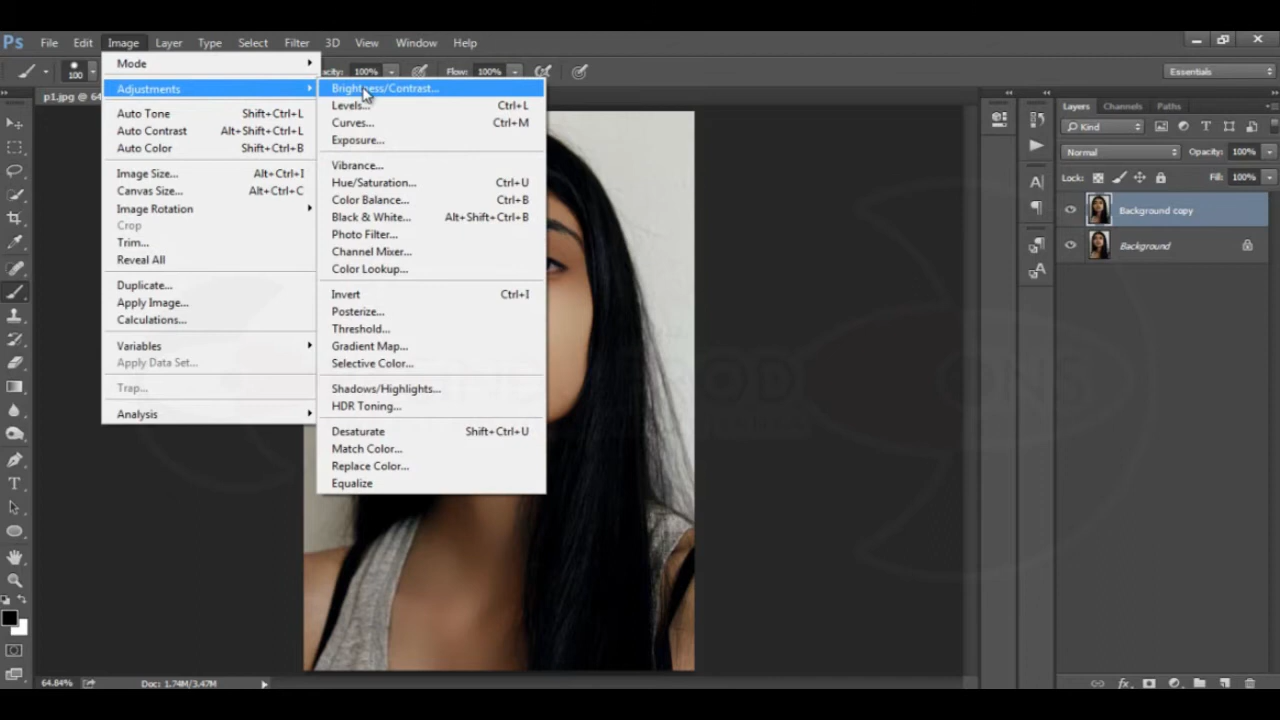 Ps File Edit Image Layer Type Select Filter 3D View Window Help
100 acity: 100% Flow: 100% Essentials
p1.jpg @ 64
Mode
Adjustments
Auto Tone Shift+Ctrl+L
Auto Contrast Alt+Shift+Ctrl+L
Auto Color Shift+Ctrl+B
Image Size... Alt+Ctrl+I
Canvas Size... Alt+Ctrl+C
Image Rotation
Crop
Trim...
Reveal All
Duplicate...
Apply Image...
Calculations...
Variables
Apply Data Set...
Trap...
Analysis
Brightness/Contrast...
Levels... Ctrl+L
Curves... Ctrl+M
Exposure...
Vibrance...
Hue/Saturation... Ctrl+U
Color Balance... Ctrl+B
Black & White... Alt+Shift+Ctrl+B
Photo Filter...
Channel Mixer...
Color Lookup...
Invert Ctrl+I
Posterize...
Threshold...
Gradient Map...
Selective Color...
Shadows/Highlights...
HDR Toning...
Desaturate Shift+Ctrl+U
Match Color...
Replace Color...
Equalize
Layers Channels Paths
Kind
Normal Opacity: 100%
Lock: Fill: 100%
Background copy
Background
64.84% Doc: 1.74M/3.47M